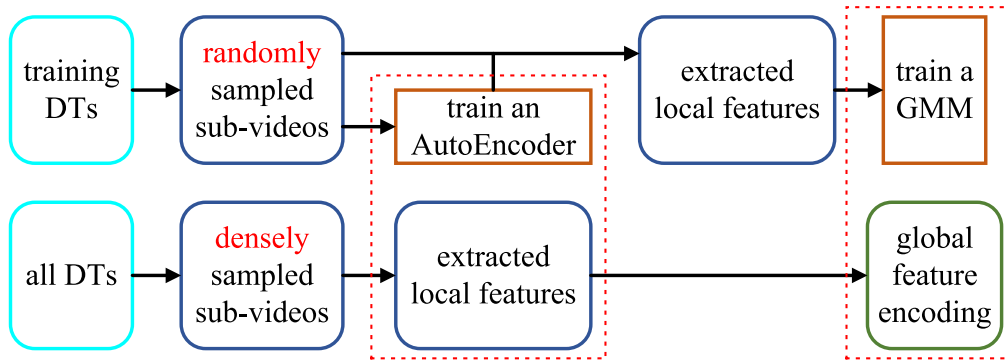 training
DTs
randomly
sampled
sub-videos
train an
AutoEncoder
extracted
local features
train a
GMM
all DTs
densely
sampled
sub-videos
extracted
local features
global
feature
encoding